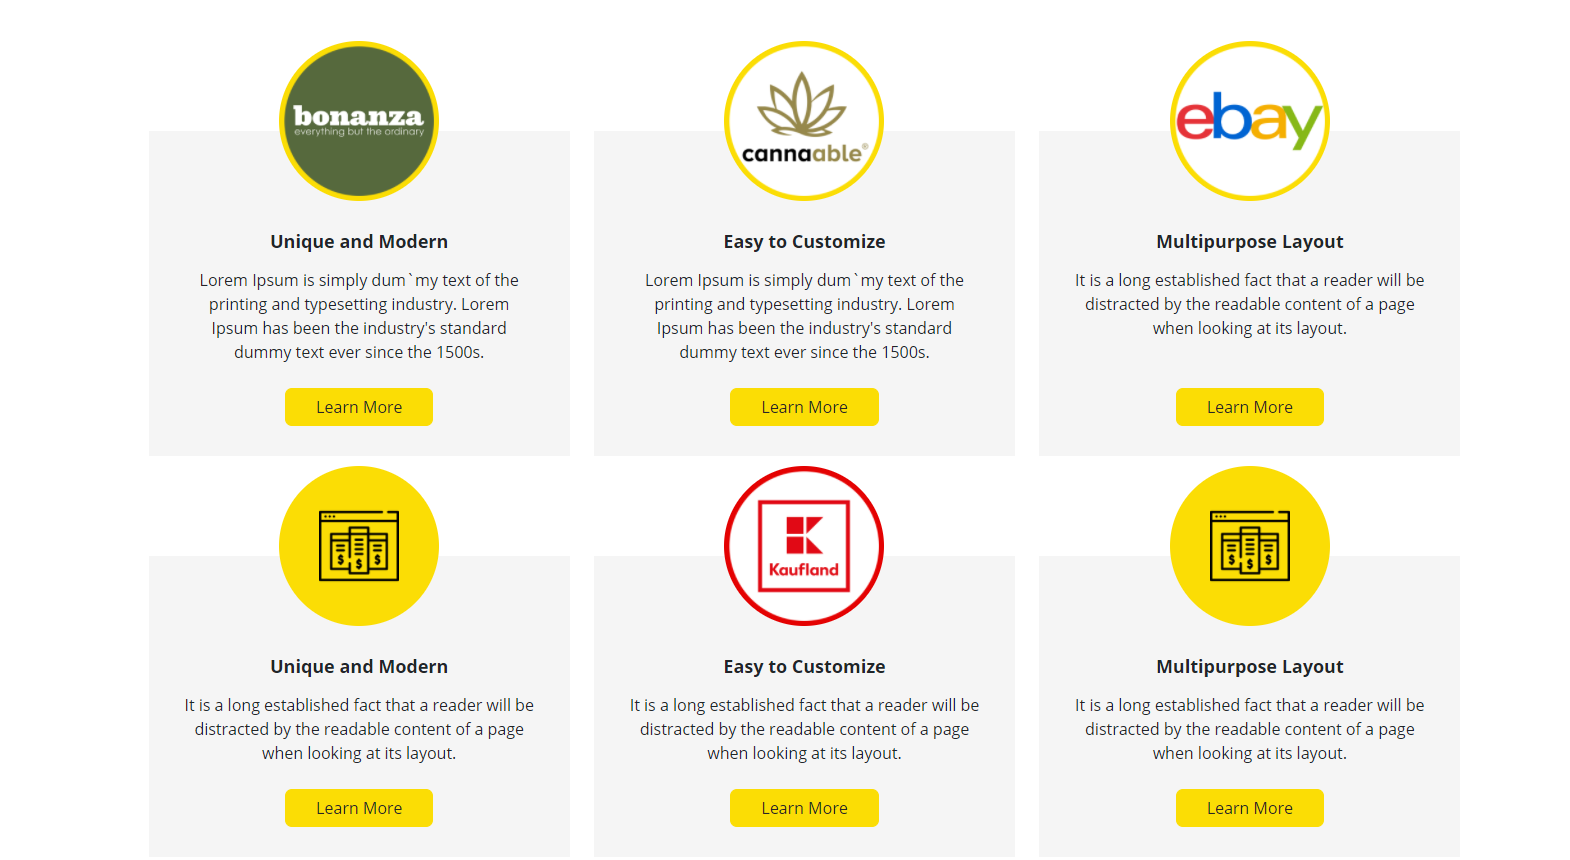 bonanza
everything but the ordinary
cannaable®
ebay
Unique and Modern
Lorem Ipsum is simply dum`my text of the
printing and typesetting industry. Lorem
Ipsum has been the industry's standard
dummy text ever since the 1500s.
Learn More
Easy to Customize
Lorem Ipsum is simply dum`my text of the
printing and typesetting industry. Lorem
Ipsum has been the industry's standard
dummy text ever since the 1500s.
Learn More
Multipurpose Layout
It is a long established fact that a reader will be
distracted by the readable content of a page
when looking at its layout.
Learn More
$ $ $
K
Kaufland
$ $ $
Unique and Modern
It is a long established fact that a reader will be
distracted by the readable content of a page
when looking at its layout.
Learn More
Easy to Customize
It is a long established fact that a reader will be
distracted by the readable content of a page
when looking at its layout.
Learn More
Multipurpose Layout
It is a long established fact that a reader will be
distracted by the readable content of a page
when looking at its layout.
Learn More